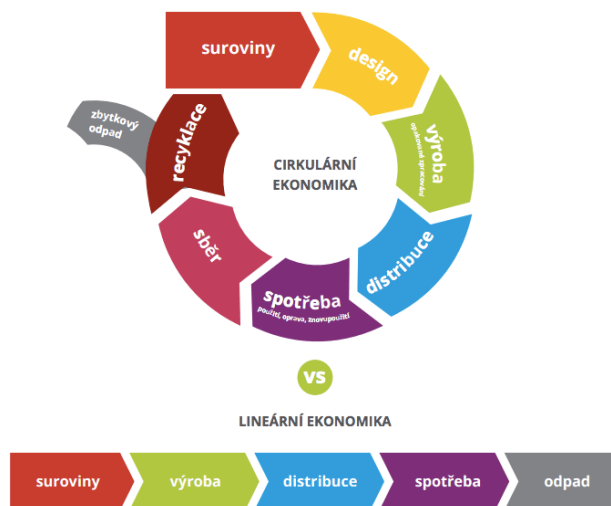 suroviny
design
výroba
opakované zpracování
distribuce
spotřeba
použití, oprava, znovupoužití
sběr
recyklace
zbytkový
odpad
CIRKULÁRNÍ
EKONOMIKA
vs
LINEÁRNÍ EKONOMIKA
suroviny
výroba
distribuce
spotřeba
odpad